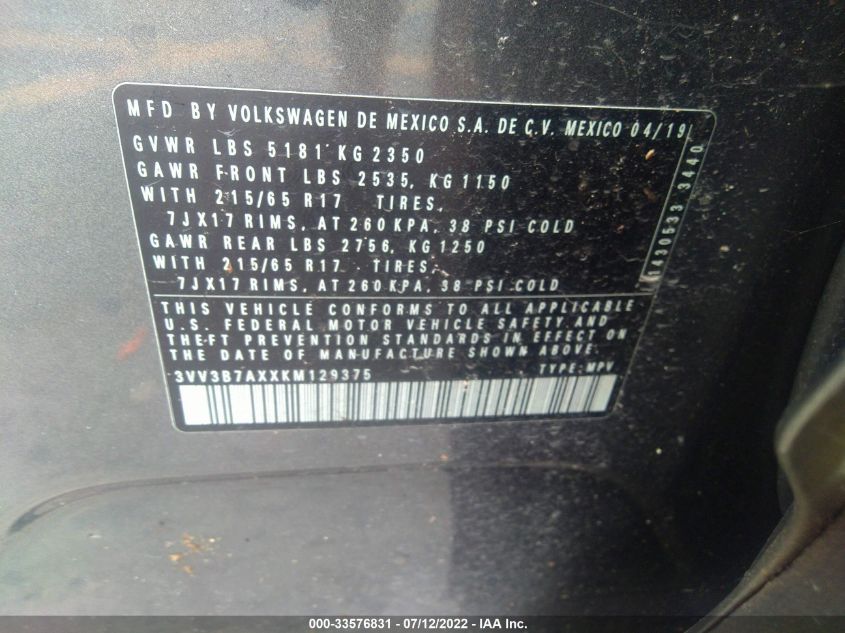 MFD BY VOLKSWAGEN DE MEXICO S.A. DE C.V. MEXICO 04/19
GVWR LBS 5181 KG 2350
GAWR FRONT LBS 2535, KG 1150
WITH 215/65 R17 TIRES,
7JX17 RIMS, AT 260 KPA, 38 PSI COLD
GAWR REAR LBS 2756, KG 1250
WITH 215/65 R17 TIRES,
7JX17 RIMS, AT 260 KPA, 38 PSI COLD
THIS VEHICLE CONFORMS TO ALL APPLICABLE
U.S. FEDERAL MOTOR VEHICLE SAFETY AND
THEFT PREVENTION STANDARDS IN EFFECT ON
THE DATE OF MANUFACTURE SHOWN ABOVE.
3VV3B7AXXKM129375 TYPE: MPV
1430533 3440
000-33576831 - 07/12/2022 - IAA Inc.